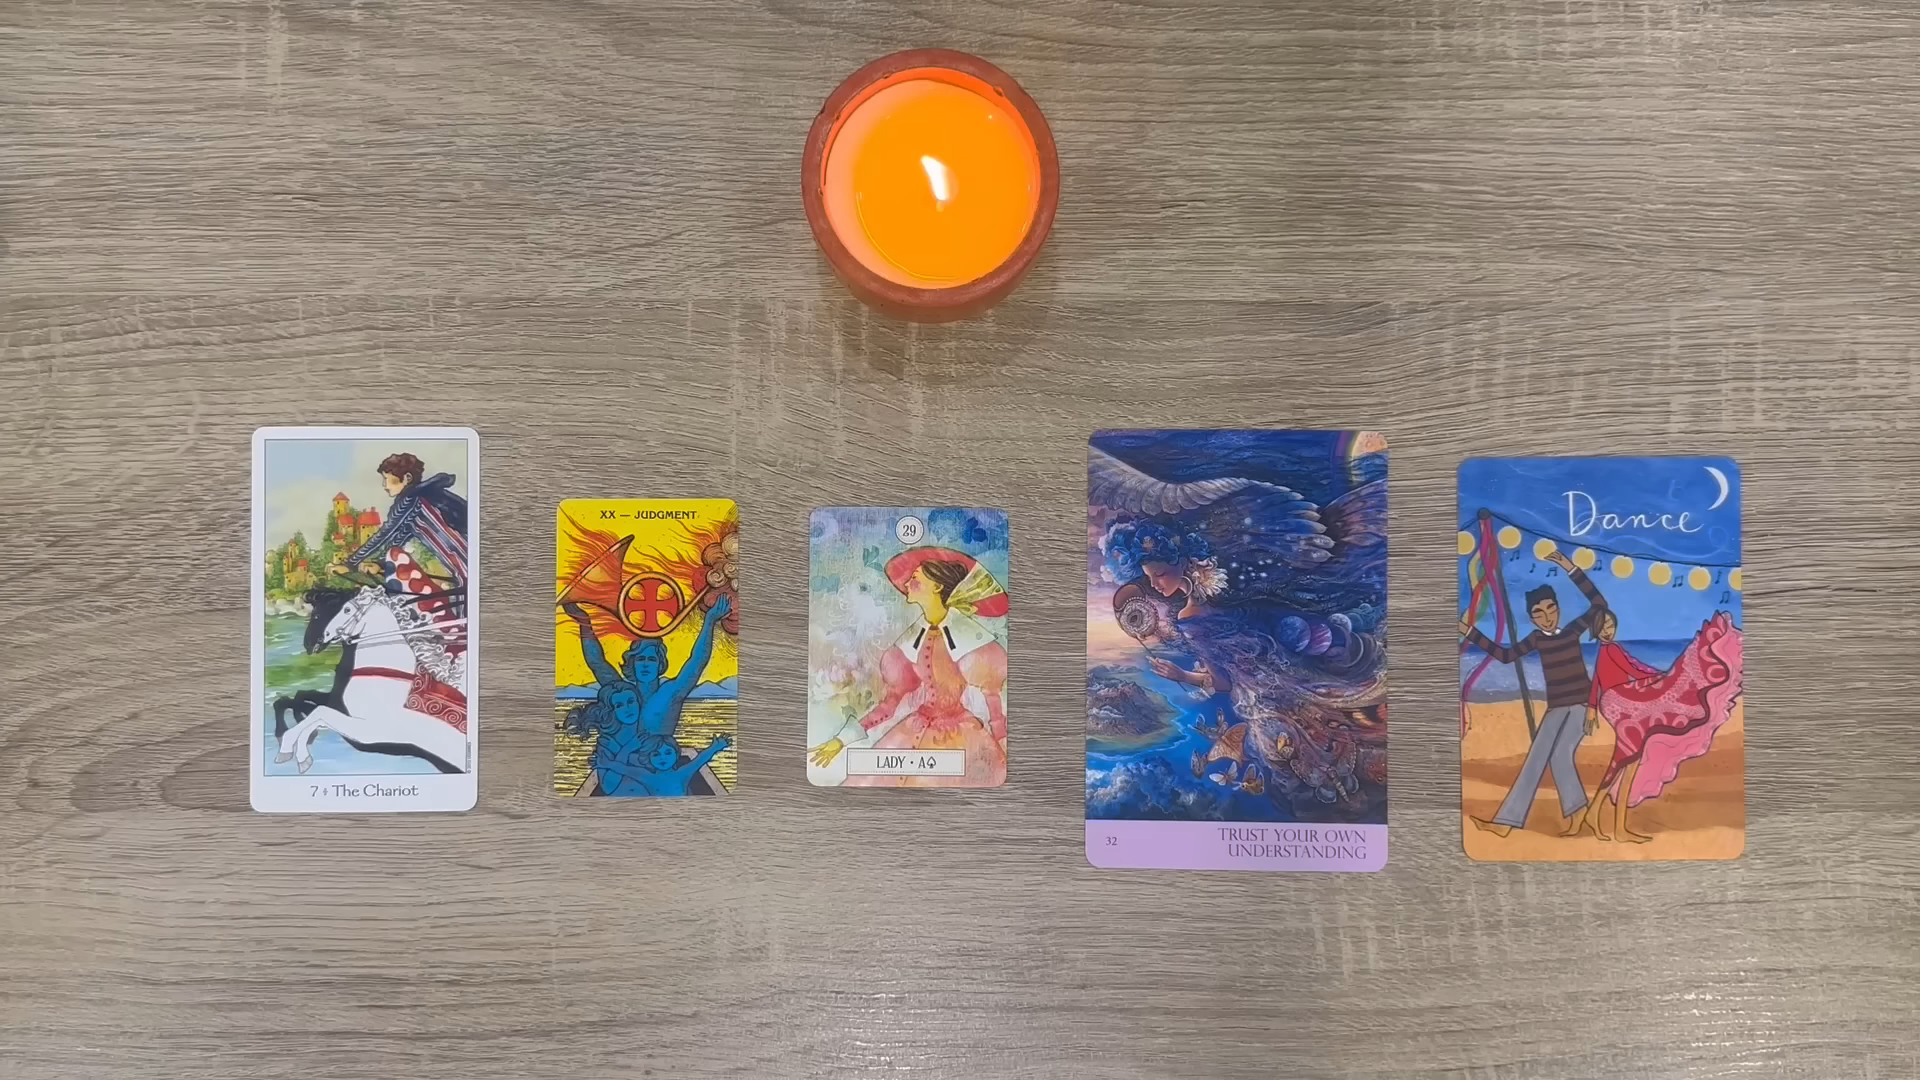 7 ♦ The Chariot
XX — JUDGMENT
29
LADY • A♤
32
TRUST YOUR OWN
UNDERSTANDING
Dance